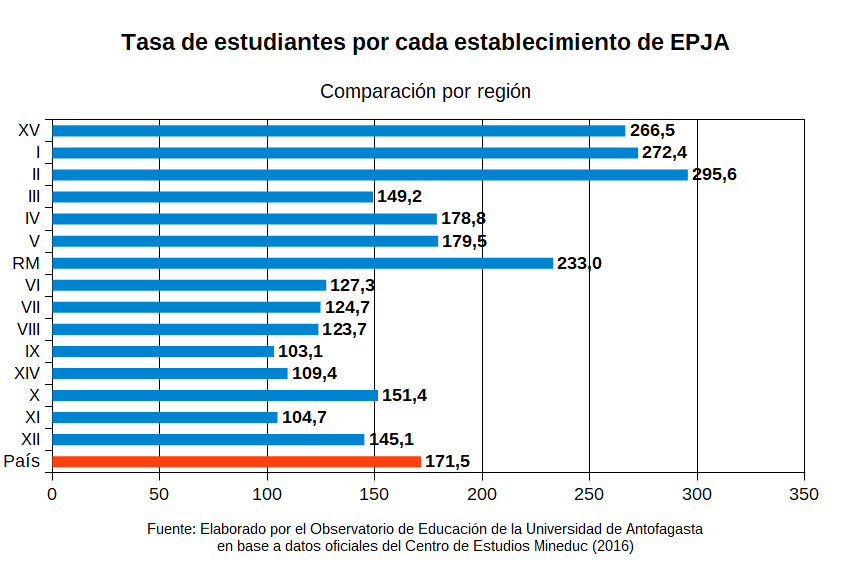 Tasa de estudiantes por cada establecimiento de EPJA
Comparación por región
XV 266,5
I 272,4
II 295,6
III 149,2
IV 178,8
V 179,5
RM 233,0
VI 127,3
VII 124,7
VIII 123,7
IX 103,1
XIV 109,4
X 151,4
XI 104,7
XII 145,1
País 171,5
0 50 100 150 200 250 300 350
Fuente: Elaborado por el Observatorio de Educación de la Universidad de Antofagasta
en base a datos oficiales del Centro de Estudios Mineduc (2016)